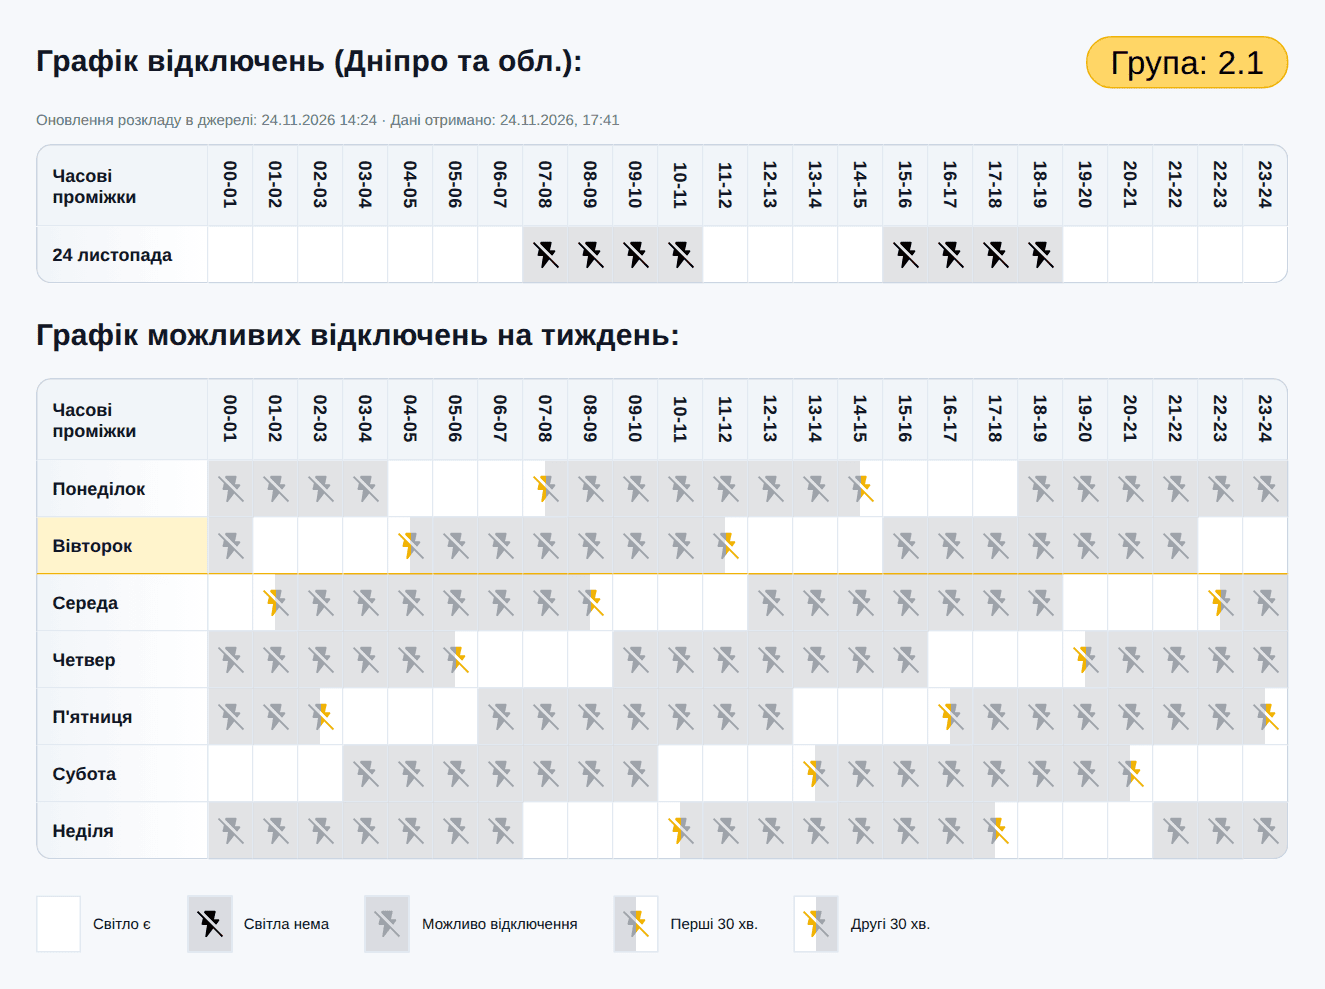 Графік відключень (Дніпро та обл.):
Група: 2.1
Оновлення розкладу в джерелі: 24.11.2026 14:24 · Дані отримано: 24.11.2026, 17:41
Часові проміжки 00-01 01-02 02-03 03-04 04-05 05-06 06-07 07-08 08-09 09-10 10-11 11-12 12-13 13-14 14-15 15-16 16-17 17-18 18-19 19-20 20-21 21-22 22-23 23-24
24 листопада
Графік можливих відключень на тиждень:
Часові проміжки 00-01 01-02 02-03 03-04 04-05 05-06 06-07 07-08 08-09 09-10 10-11 11-12 12-13 13-14 14-15 15-16 16-17 17-18 18-19 19-20 20-21 21-22 22-23 23-24
Понеділок
Вівторок
Середа
Четвер
П'ятниця
Субота
Неділя
Світло є Світла нема Можливо відключення Перші 30 хв. Другі 30 хв.